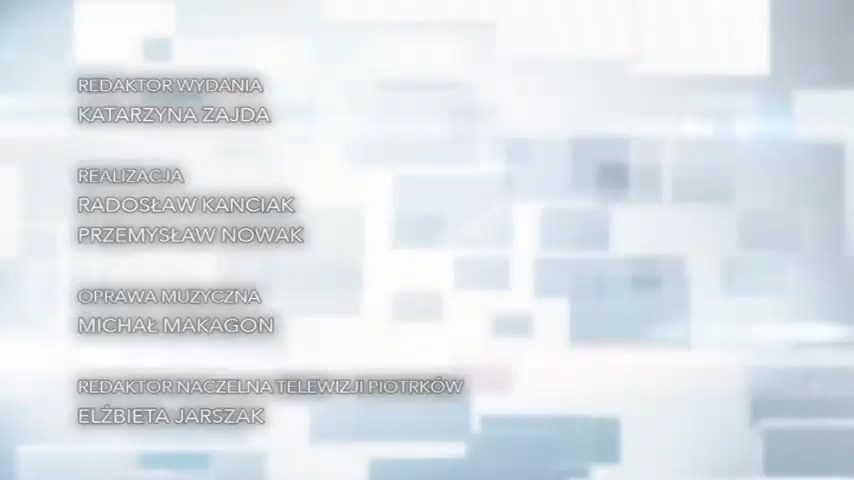 REDAKTOR WYDANIA
KATARZYNA ZAJDA
REALIZACJA
RADOSŁAW KANCIAK
PRZEMYSŁAW NOWAK
OPRAWA MUZYCZNA
MICHAŁ MAKAGON
REDAKTOR NACZELNA TELEWIZJI PIOTRKÓW
ELŻBIETA JARSZAK